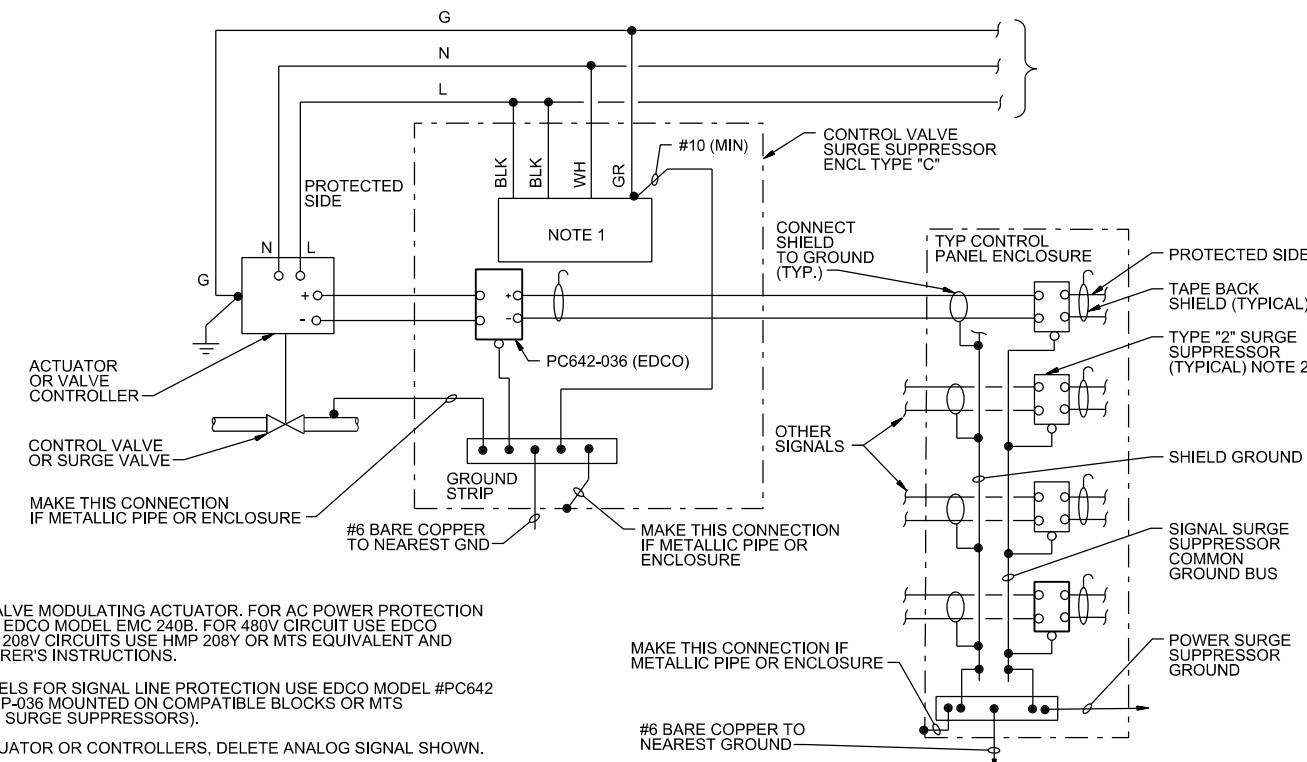 G
N
L
BLK
BLK
WH
GR
#10 (MIN)
CONTROL VALVE
SURGE SUPPRESSOR
ENCL TYPE "C"
PROTECTED
SIDE
NOTE 1
N
L
G
+
-
+
-
PC642-036 (EDCO)
CONNECT
SHIELD
TO GROUND
(TYP.)
TYP CONTROL
PANEL ENCLOSURE
PROTECTED SIDE
TAPE BACK
SHIELD (TYPICAL)
TYPE "2" SURGE
SUPPRESSOR
(TYPICAL) NOTE 2
ACTUATOR
OR VALVE
CONTROLLER
CONTROL VALVE
OR SURGE VALVE
MAKE THIS CONNECTION
IF METALLIC PIPE OR ENCLOSURE
GROUND
STRIP
#6 BARE COPPER
TO NEAREST GND
MAKE THIS CONNECTION
IF METALLIC PIPE OR
ENCLOSURE
OTHER
SIGNALS
SHIELD GROUND
SIGNAL SURGE
SUPPRESSOR
COMMON
GROUND BUS
POWER SURGE
SUPPRESSOR
GROUND
MAKE THIS CONNECTION IF
METALLIC PIPE OR ENCLOSURE
#6 BARE COPPER TO
NEAREST GROUND
ALVE MODULATING ACTUATOR. FOR AC POWER PROTECTION
EDCO MODEL EMC 240B. FOR 480V CIRCUIT USE EDCO
208V CIRCUITS USE HMP 208Y OR MTS EQUIVALENT AND
RER'S INSTRUCTIONS.
ELS FOR SIGNAL LINE PROTECTION USE EDCO MODEL #PC642
P-036 MOUNTED ON COMPATIBLE BLOCKS OR MTS
SURGE SUPPRESSORS).
UATOR OR CONTROLLERS, DELETE ANALOG SIGNAL SHOWN.